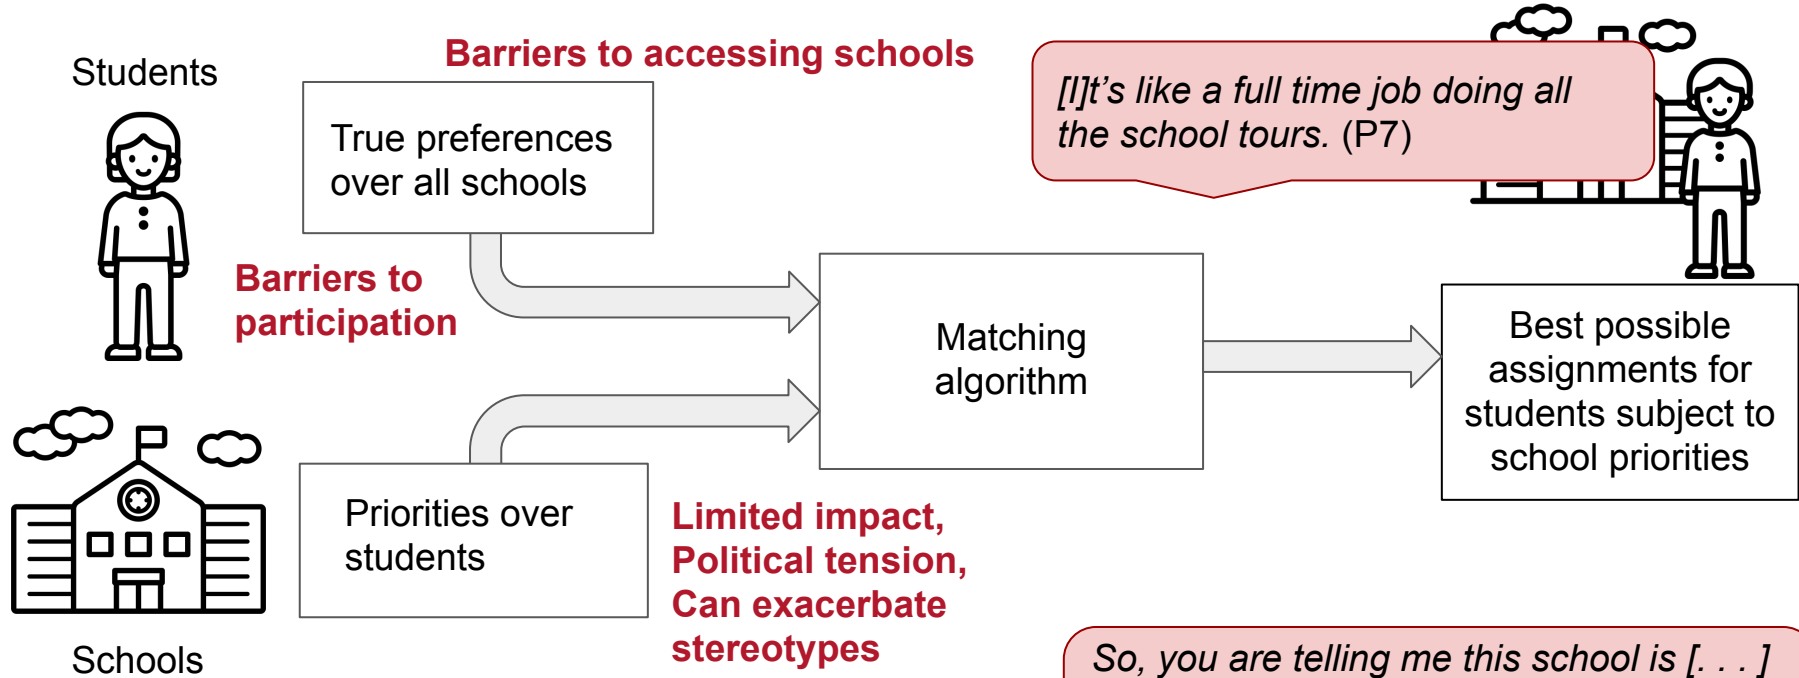 Students
Barriers to accessing schools
True preferences
over all schools
[I]t's like a full time job doing all
the school tours. (P7)
Barriers to
participation
Matching
algorithm
Best possible
assignments for
students subject to
school priorities
Priorities over
students
Limited impact,
Political tension,
Can exacerbate
stereotypes
Schools
So, you are telling me this school is [. . . ]